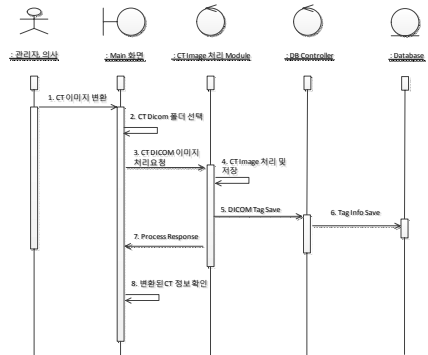 : 관리자, 의사
: Main 화면
: CT Image 처리 Module
: DB Controller
: Database
1. CT 이미지 변환
2. CT Dicom 폴더 선택
3. CT DICOM 이미지
처리요청
4. CT Image 처리 및
저장
5. DICOM Tag Save
6. Tag Info Save
7. Process Response
8. 변환된 CT 정보 확인